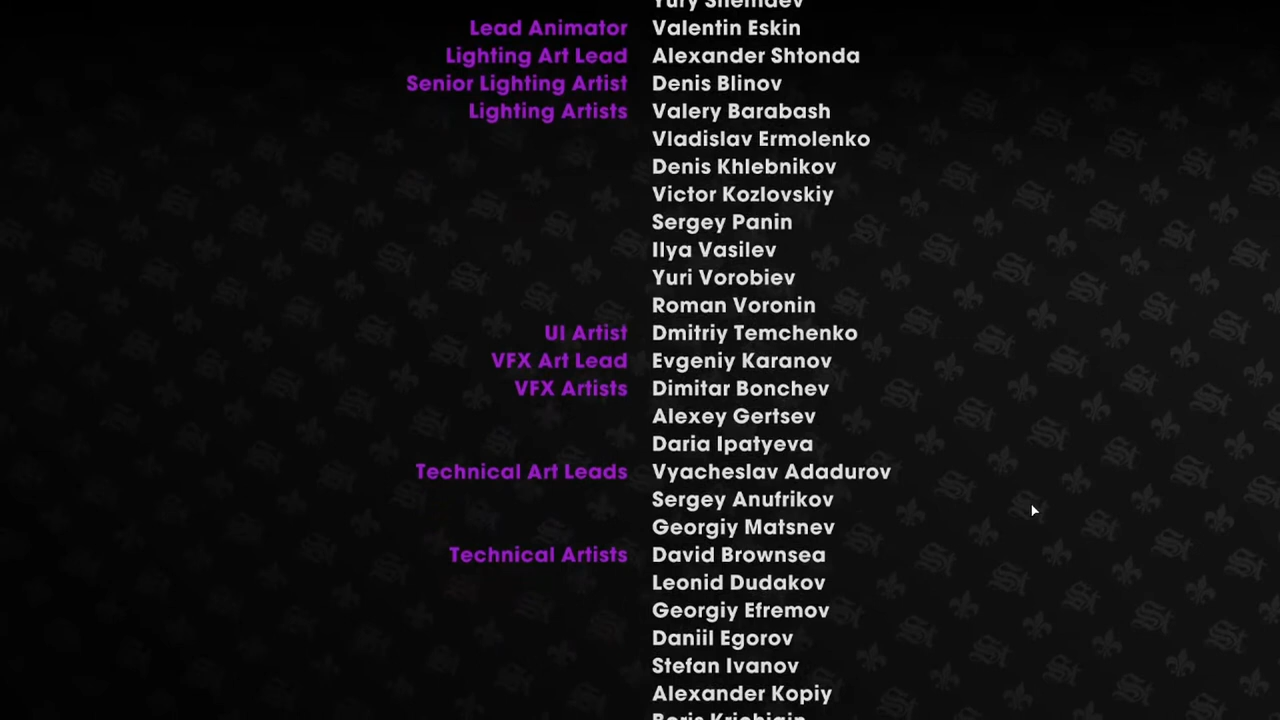 Lead Animator Valentin Eskin
Lighting Art Lead Alexander Shtonda
Senior Lighting Artist Denis Blinov
Lighting Artists Valery Barabash
Vladislav Ermolenko
Denis Khlebnikov
Victor Kozlovskiy
Sergey Panin
Ilya Vasilev
Yuri Vorobiev
Roman Voronin
UI Artist Dmitriy Temchenko
VFX Art Lead Evgeniy Karanov
VFX Artists Dimitar Bonchev
Alexey Gertsev
Daria Ipatyeva
Technical Art Leads Vyacheslav Adadurov
Sergey Anufrikov
Georgiy Matsnev
Technical Artists David Brownsea
Leonid Dudakov
Georgiy Efremov
Daniil Egorov
Stefan Ivanov
Alexander Kopiy